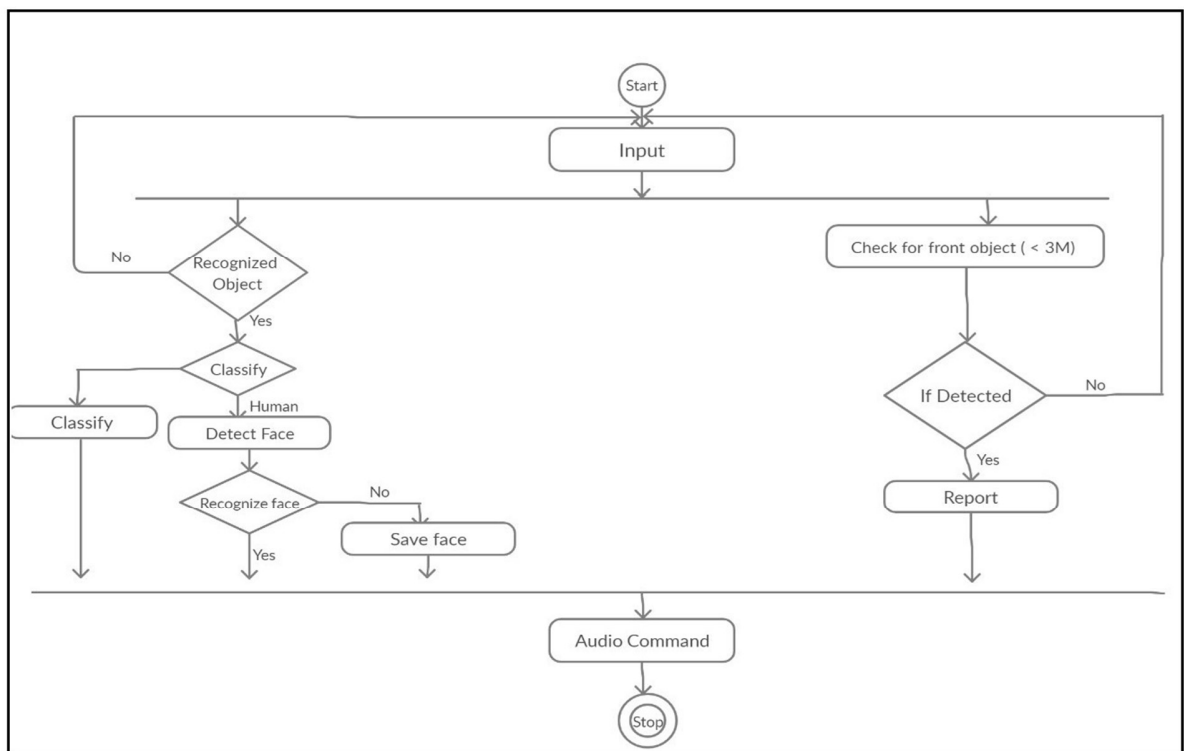 Start
Input
No
Recognized
Object
Check for front object ( < 3M)
Yes
Classify
If Detected
No
Human
Classify
Detect Face
Yes
No
Recognize face
Report
Save face
Yes
Audio Command
Stop